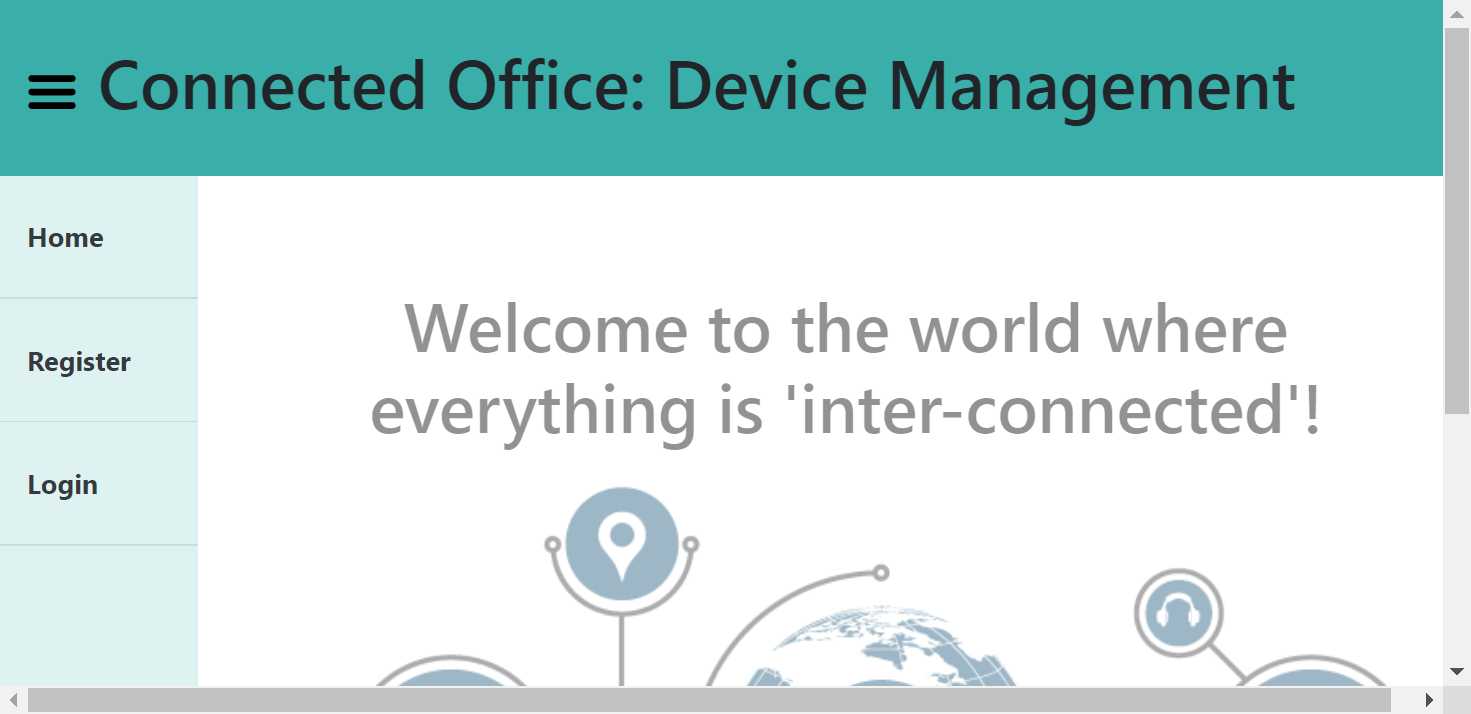 Connected Office: Device Management
Home
Register
Login
Welcome to the world where
everything is 'inter-connected'!